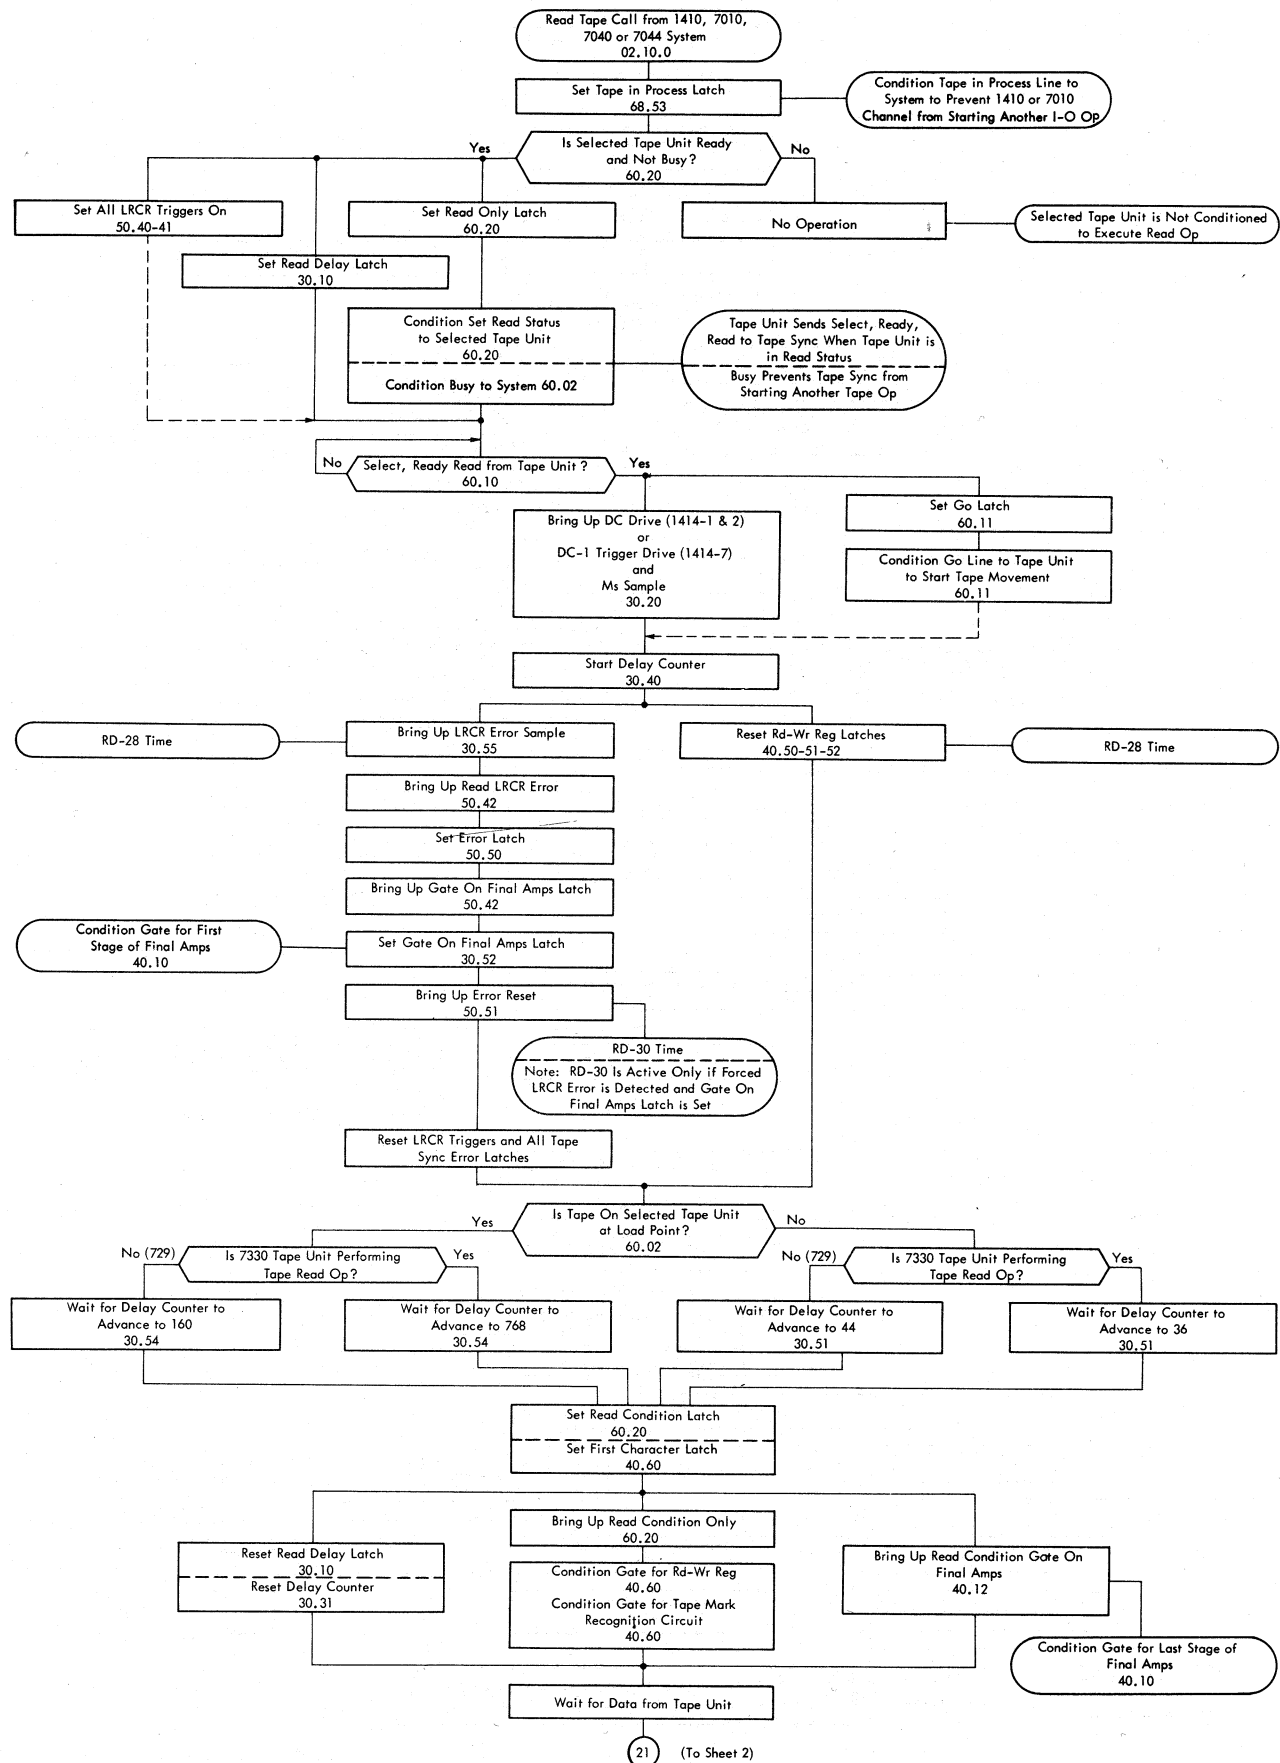 Read Tape Call from 1410, 7010,
7040 or 7044 System
02.10.0
Set Tape in Process Latch
68.53
Condition Tape in Process Line to
System to Prevent 1410 or 7010
Channel from Starting Another I-O Op
Is Selected Tape Unit Ready
and Not Busy?
60.20
Yes
No
Set All LRCR Triggers On
50.40-41
Set Read Only Latch
60.20
No Operation
Selected Tape Unit is Not Conditioned
to Execute Read Op
Set Read Delay Latch
30.10
Condition Set Read Status
to Selected Tape Unit
60.20
Condition Busy to System 60.02
Tape Unit Sends Select, Ready,
Read to Tape Sync When Tape Unit is
in Read Status
Busy Prevents Tape Sync from
Starting Another Tape Op
No
Select, Ready Read from Tape Unit ?
60.10
Yes
Bring Up DC Drive (1414-1 & 2)
or
DC-1 Trigger Drive (1414-7)
and
Ms Sample
30.20
Set Go Latch
60.11
Condition Go Line to Tape Unit
to Start Tape Movement
60.11
Start Delay Counter
30.40
RD-28 Time
Bring Up LRCR Error Sample
30.55
Reset Rd-Wr Reg Latches
40.50-51-52
RD-28 Time
Bring Up Read LRCR Error
50.42
Set Error Latch
50.50
Bring Up Gate On Final Amps Latch
50.42
Condition Gate for First
Stage of Final Amps
40.10
Set Gate On Final Amps Latch
30.52
Bring Up Error Reset
50.51
RD-30 Time
Note: RD-30 Is Active Only if Forced
LRCR Error is Detected and Gate On
Final Amps Latch is Set
Reset LRCR Triggers and All Tape
Sync Error Latches
Is Tape On Selected Tape Unit
at Load Point?
60.02
Yes
No
No (729)
Is 7330 Tape Unit Performing
Tape Read Op?
Yes
No (729)
Is 7330 Tape Unit Performing
Tape Read Op?
Yes
Wait for Delay Counter to
Advance to 160
30.54
Wait for Delay Counter to
Advance to 768
30.54
Wait for Delay Counter to
Advance to 44
30.51
Wait for Delay Counter to
Advance to 36
30.51
Set Read Condition Latch
60.20
Set First Character Latch
40.60
Reset Read Delay Latch
30.10
Reset Delay Counter
30.31
Bring Up Read Condition Only
60.20
Condition Gate for Rd-Wr Reg
40.60
Condition Gate for Tape Mark
Recognition Circuit
40.60
Bring Up Read Condition Gate On
Final Amps
40.12
Condition Gate for Last Stage of
Final Amps
40.10
Wait for Data from Tape Unit
21 (To Sheet 2)